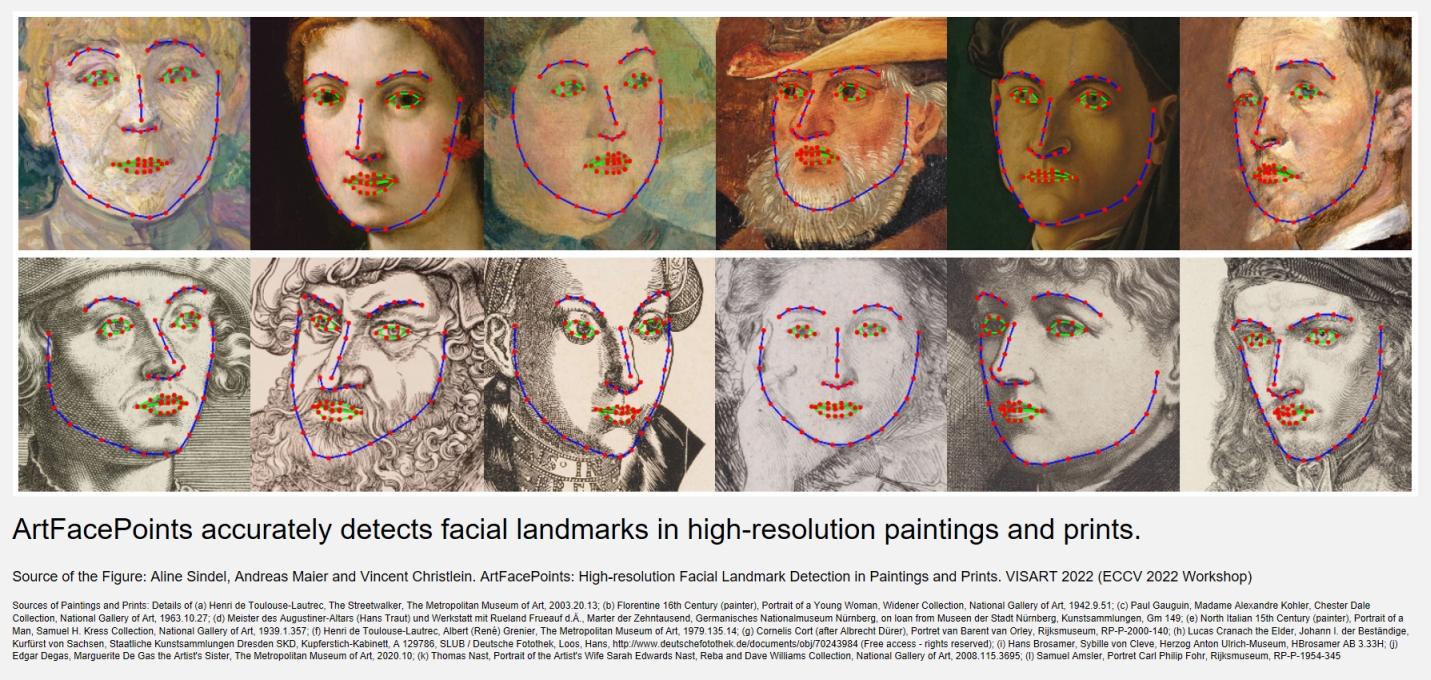 ArtFacePoints accurately detects facial landmarks in high-resolution paintings and prints.
Source of the Figure: Aline Sindel, Andreas Maier and Vincent Christlein. ArtFacePoints: High-resolution Facial Landmark Detection in Paintings and Prints. VISART 2022 (ECCV 2022 Workshop)
Sources of Paintings and Prints: Details of (a) Henri de Toulouse-Lautrec, The Streetwalker, The Metropolitan Museum of Art, 2003.20.13; (b) Florentine 16th Century (painter), Portrait of a Young Woman, Widener Collection, National Gallery of Art, 1942.9.51; (c) Paul Gauguin, Madame Alexandre Kohler, Chester Dale
Collection, National Gallery of Art, 1963.10.27; (d) Meister des Augustiner-Altars (Hans Traut) und Werkstatt mit Rueland Frueauf d.Ä., Marter der Zehntausend, Germanisches Nationalmuseum Nürnberg, on loan from Museen der Stadt Nürnberg, Kunstsammlungen, Gm 149; (e) North Italian 15th Century (painter), Portrait of a
Man, Samuel H. Kress Collection, National Gallery of Art, 1939.1.357; (f) Henri de Toulouse-Lautrec, Albert (René) Grenier, The Metropolitan Museum of Art, 1979.135.14; (g) Cornelis Cort (after Albrecht Dürer), Portret van Barent van Orley, Rijksmuseum, RP-P-2000-140; (h) Lucas Cranach the Elder, Johann I. der Beständige,
Kurfürst von Sachsen, Staatliche Kunstsammlungen Dresden SKD, Kupferstich-Kabinett, A 129786, SLUB / Deutsche Fotothek, Loos, Hans, http://www.deutschefotothek.de/documents/obj/70243984 (Free access - rights reserved); (i) Hans Brosamer, Sybille von Cleve, Herzog Anton Ulrich-Museum, HBrosamer AB 3.33H; (j)
Edgar Degas, Marguerite De Gas the Artist's Sister, The Metropolitan Museum of Art, 2020.10; (k) Thomas Nast, Portrait of the Artist's Wife Sarah Edwards Nast, Reba and Dave Williams Collection, National Gallery of Art, 2008.115.3695; (l) Samuel Amsler, Portret Carl Philip Fohr, Rijksmuseum, RP-P-1954-345